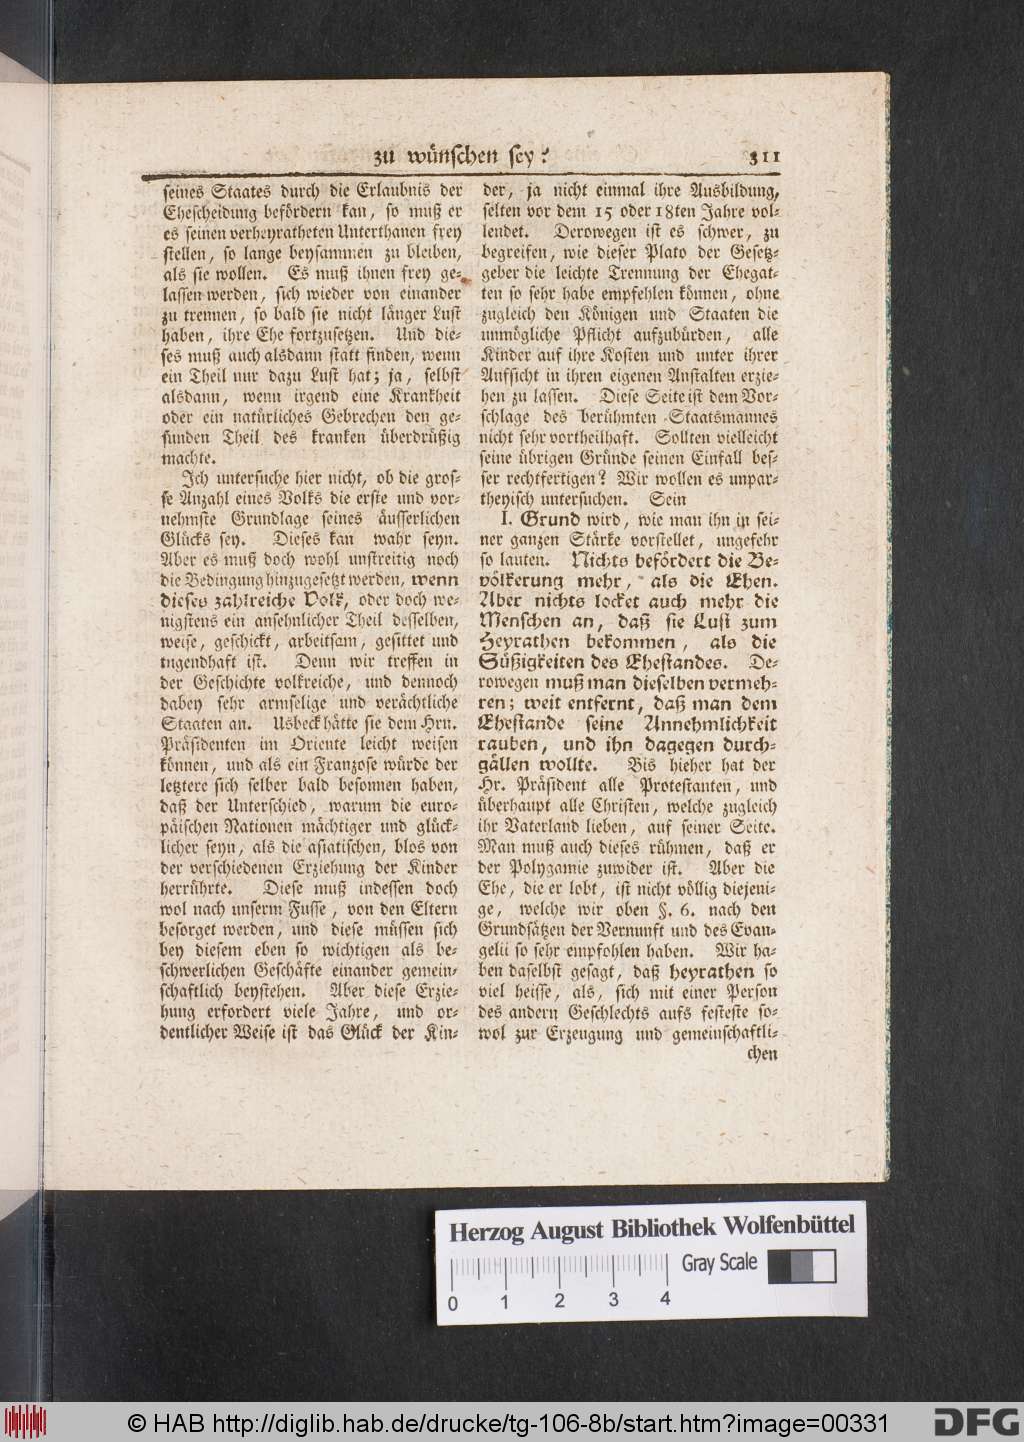 zu wünschen sey?
311
seines Staates durch die Erlaubnis der
Ehescheidung befördern kan, so muß er
es seinen verheyratheten Unterthanen frey
stellen, so lange beysammen zu bleiben,
als sie wollen. Es muß ihnen frey ge-
lassen werden, sich wieder von einander
zu trennen, so bald sie nicht länger Lust
haben, ihre Ehe fortzusetzen. Und die-
ses muß auch alsdann statt finden, wenn
ein Theil nur dazu Lust hat; ja, selbst
alsdann, wenn irgend eine Krankheit
oder ein natürliches Gebrechen den ge-
sunden Theil des kranken überdrüßig
machte.
Ich untersuche hier nicht, ob die gros-
se Anzahl eines Volks die erste und vor-
nehmste Grundlage seines äusserlichen
Glücks sey. Dieses kan wahr seyn.
Aber es muß doch wohl unstreitig noch
die Bedingung hinzugesetzt werden, wenn
dieses zahlreiche Volk, oder doch we-
nigstens ein ansehnlicher Theil desselben,
weise, geschickt, arbeitsam, gesittet und
tugendhaft ist. Denn wir treffen in
der Geschichte volkreiche, und dennoch
dabey sehr armselige und verächtliche
Staaten an. Usbeck hätte sie dem Hrn.
Präsidenten im Oriente leicht weisen
können, und als ein Franzose würde der
letztere sich selber bald besonnen haben,
daß der Unterschied, warum die euro-
päischen Nationen mächtiger und glück-
licher seyn, als die asiatischen, blos von
der verschiedenen Erziehung der Kinder
herrührte. Diese muß indessen doch
wol nach unserm Fusse, von den Eltern
besorget werden, und diese müssen sich
bey diesem eben so wichtigen als be-
schwerlichen Geschäfte einander gemein-
schaftlich beystehen. Aber diese Erzie-
hung erfordert viele Jahre, und or-
dentlicher Weise ist das Glück der Kin-
der, ja nicht einmal ihre Ausbildung,
selten vor dem 15 oder 18ten Jahre vol-
lendet. Derowegen ist es schwer, zu
begreifen, wie dieser Plato der Gesetz-
geber die leichte Trennung der Ehegat-
ten so sehr habe empfehlen können, ohne
zugleich den Königen und Staaten die
unmögliche Pflicht aufzubürden, alle
Kinder auf ihre Kosten und unter ihrer
Aufsicht in ihren eigenen Anstalten erzie-
hen zu lassen. Diese Seite ist dem Vor-
schlage des berühmten Staatsmannes
nicht sehr vortheilhaft. Sollten vielleicht
seine übrigen Gründe seinen Einfall bes-
ser rechtfertigen? Wir wollen es unpar-
theyisch untersuchen. Sein
I. Grund wird, wie man ihn in sei-
ner ganzen Stärke vorstellet, ungefehr
so lauten. Nichts befördert die Be-
völkerung mehr, als die Ehen.
Aber nichts locket auch mehr die
Menschen an, daß sie Lust zum
Heyrathen bekommen, als die
Süßigkeiten des Ehestandes. De-
rowegen muß man dieselben vermeh-
ren; weit entfernt, daß man dem
Ehestande seine Annehmlichkeit
rauben, und ihn dagegen durch-
gällen wollte. Bis hieher hat der
Hr. Präsident alle Protestanten, und
überhaupt alle Christen, welche zugleich
ihr Vaterland lieben, auf seiner Seite.
Man muß auch dieses rühmen, daß er
der Polygamie zuwider ist. Aber die
Ehe, die er lobt, ist nicht völlig diejeni-
ge, welche wir oben §. 6. nach den
Grundsätzen der Vernunft und des Evan-
gelii so sehr empfohlen haben. Wir ha-
ben daselbst gesagt, daß heyrathen so
viel heisse, als, sich mit einer Person
des andern Geschlechts aufs festeste so-
wol zur Erzeugung und gemeinschaftli-
chen
Herzog August Bibliothek Wolfenbüttel
Gray Scale
0 1 2 3 4
© HAB http://diglib.hab.de/drucke/tg-106-8b/start.htm?image=00331
DFG